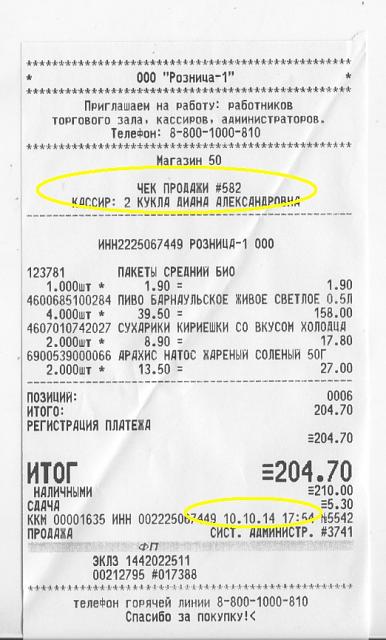 ********************************
* ООО "Розница-1" *
********************************
Приглашаем на работу: работников
торгового зала, кассиров, администраторов.
Телефон: 8-800-1000-810
********************************
Магазин 50
ЧЕК ПРОДАЖИ #582
КАССИР: 2 КУКЛА ДИАНА АЛЕКСАНДРОВНА
ИНН2225067449 РОЗНИЦА-1 ООО
123781 ПАКЕТЫ СРЕДНИЙ БИО
1.000шт * 1.90 = 1.90
4600685100284 ПИВО БАРНАУЛЬСКОЕ ЖИВОЕ СВЕТЛОЕ 0.5Л
4.000шт * 39.50 = 158.00
4607010742027 СУХАРИКИ КИРИЕШКИ СО ВКУСОМ ХОЛОДЦА
2.000шт * 8.90 = 17.80
6900539000066 АРАХИС НАТОС ЖАРЕНЫЙ СОЛЕНЫЙ 50Г
2.000шт * 13.50 = 27.00
ПОЗИЦИЙ: 0006
ИТОГО: 204.70
РЕГИСТРАЦИЯ ПЛАТЕЖА
≡204.70
ИТОГ ≡204.70
НАЛИЧНЫМИ ≡210.00
СДАЧА ≡5.30
ККМ 00001635 ИНН 002225067449 10.10.14 17:54 №5542
ПРОДАЖА СИСТ. АДМИНИСТР. #3741
ФП
ЭКЛЗ 1442022511
00212795 #017388
********************************
телефон горячей линии 8-800-1000-810
Спасибо за покупку!<